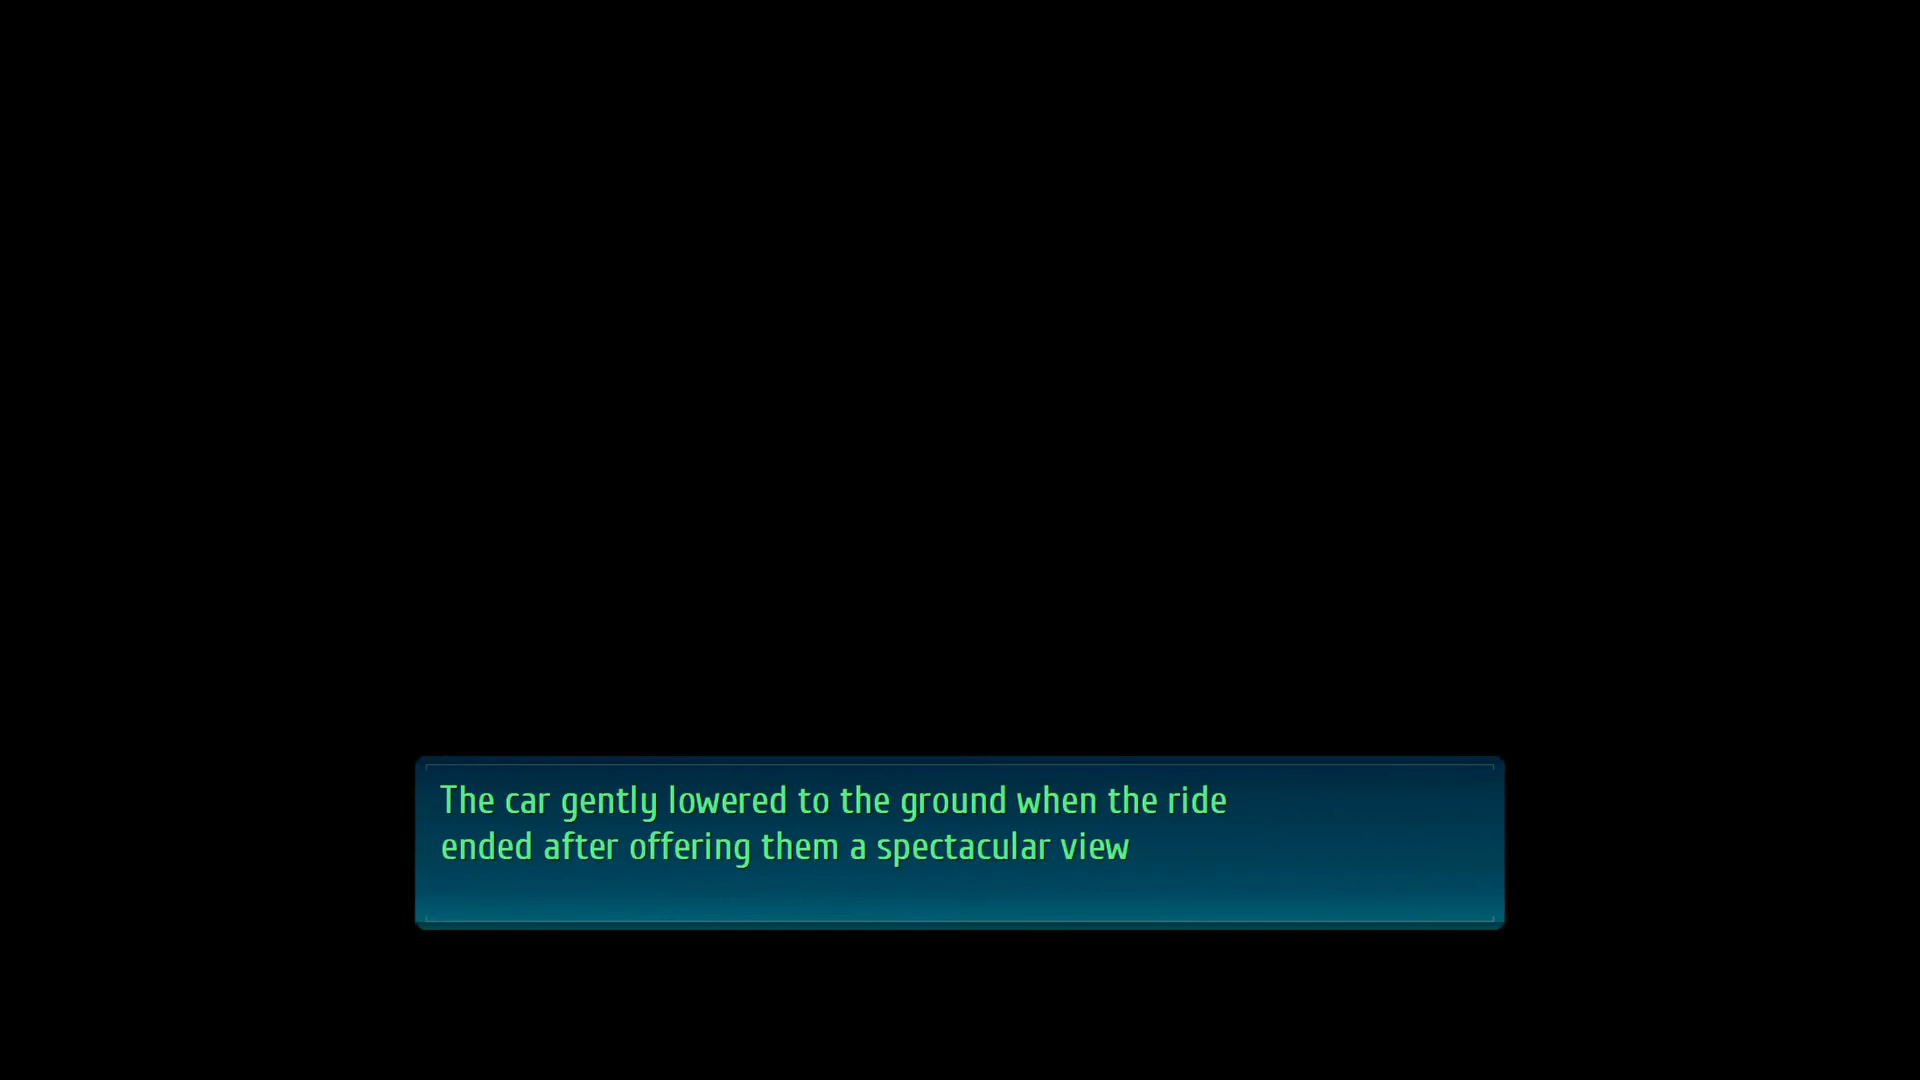 The car gently lowered to the ground when the ride
ended after offering them a spectacular view